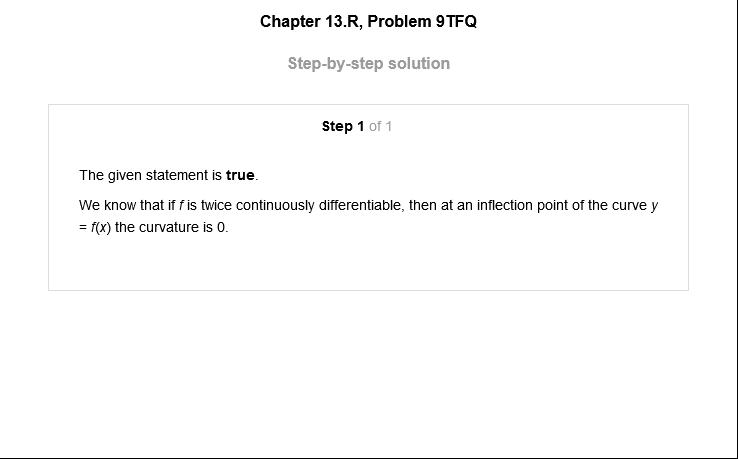 Chapter 13.R, Problem 9TFQ
Step-by-step solution
Step 1 of 1
The given statement is true.
We know that if f is twice continuously differentiable, then at an inflection point of the curve y
= f(x) the curvature is 0.